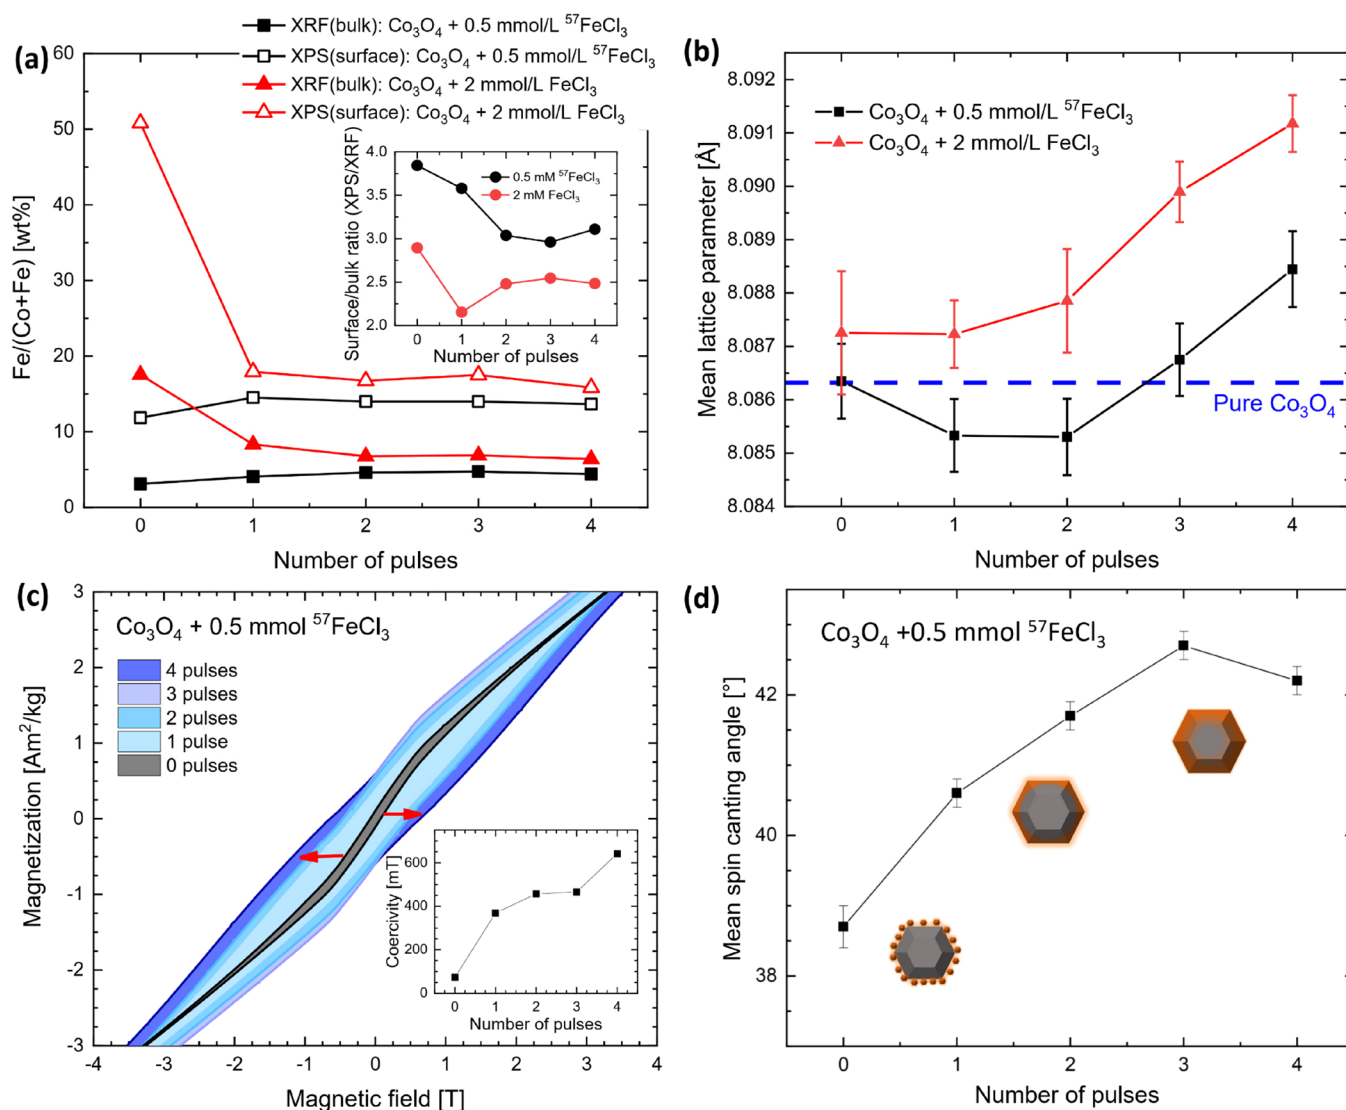 (a)
XRF(bulk): Co₃O₄ + 0.5 mmol/L ⁵⁷FeCl₃
XPS(surface): Co₃O₄ + 0.5 mmol/L ⁵⁷FeCl₃
XRF(bulk): Co₃O₄ + 2 mmol/L FeCl₃
XPS(surface): Co₃O₄ + 2 mmol/L FeCl₃
Fe/(Co+Fe) [wt%]
60
50
40
30
20
10
0
0 1 2 3 4
Number of pulses
Surface/bulk ratio (XPS/XRF)
4.0
3.5
3.0
2.5
2.0
0.5 mM ⁵⁷FeCl₃
2 mM FeCl₃
0 1 2 3 4
Number of pulses
(b)
Mean lattice parameter [Å]
8.092
8.091
8.090
8.089
8.088
8.087
8.086
8.085
8.084
Co₃O₄ + 0.5 mmol/L ⁵⁷FeCl₃
Co₃O₄ + 2 mmol/L FeCl₃
Pure Co₃O₄
0 1 2 3 4
Number of pulses
(c)
Co₃O₄ + 0.5 mmol ⁵⁷FeCl₃
4 pulses
3 pulses
2 pulses
1 pulse
0 pulses
Magnetization [Am²/kg]
3
2
1
0
-1
-2
-3
-4 -3 -2 -1 0 1 2 3 4
Magnetic field [T]
Coercivity [mT]
600
400
200
0
0 1 2 3 4
Number of pulses
(d)
Co₃O₄ +0.5 mmol ⁵⁷FeCl₃
Mean spin canting angle [°]
42
40
38
0 1 2 3 4
Number of pulses